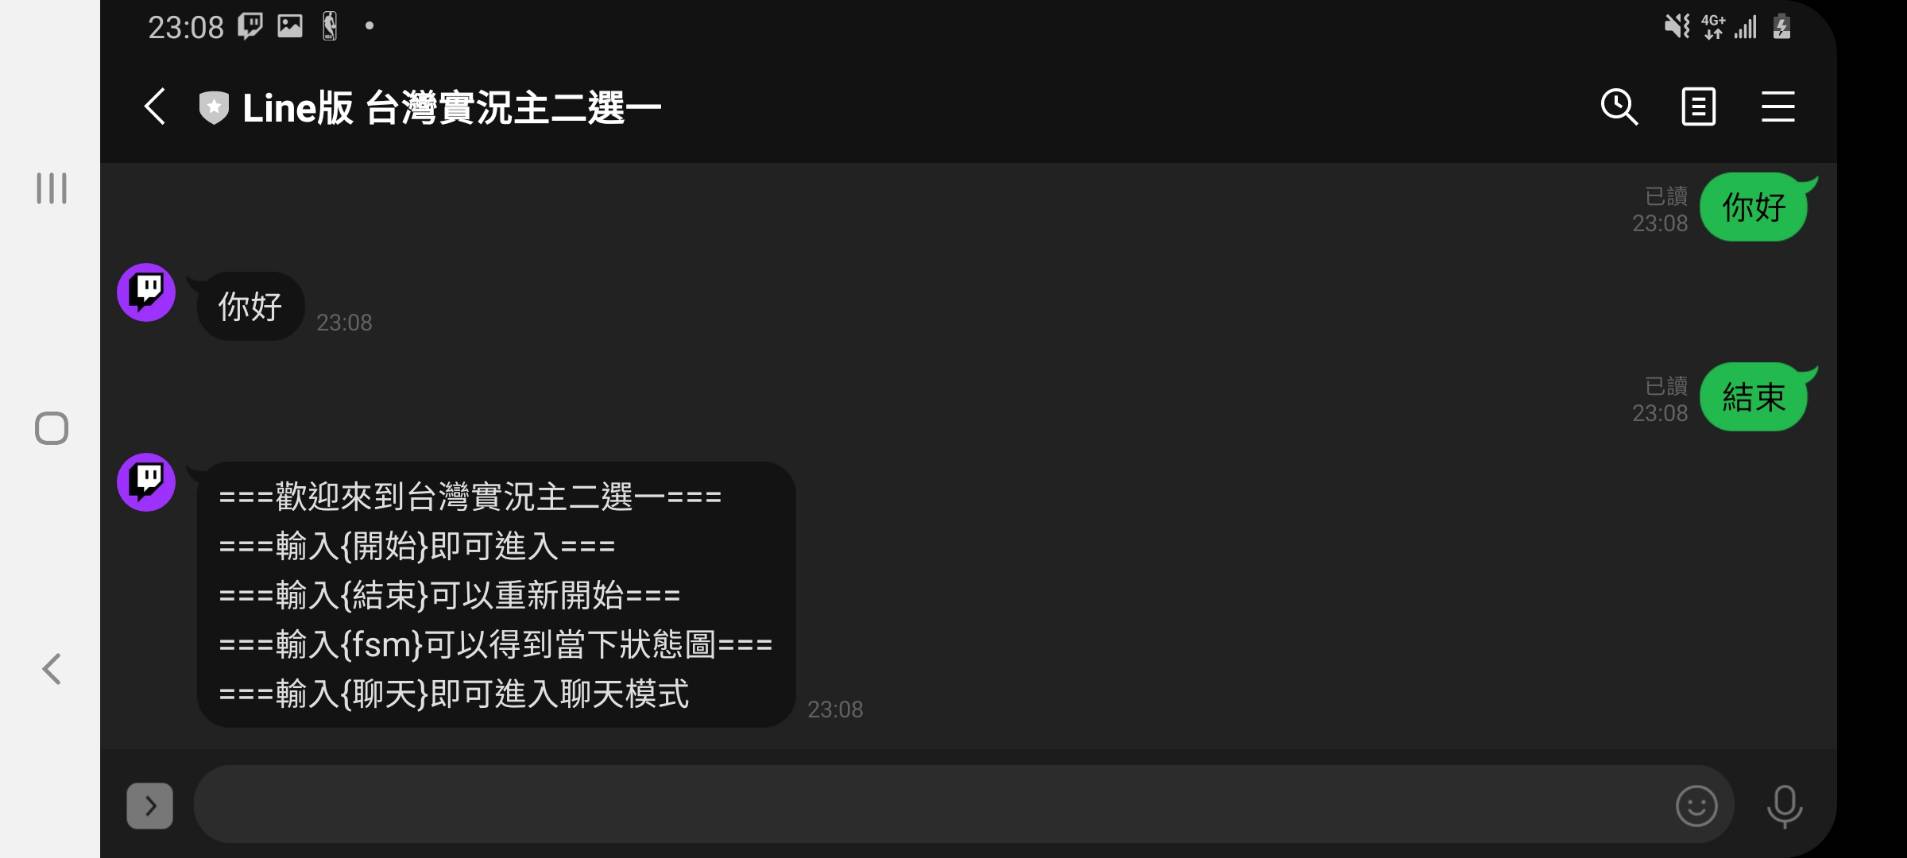 23:08
4G+
Line版 台灣實況主二選一
已讀
23:08
你好
你好
23:08
已讀
23:08
結束
===歡迎來到台灣實況主二選一===
===輸入{開始}即可進入===
===輸入{結束}可以重新開始===
===輸入{fsm}可以得到當下狀態圖===
===輸入{聊天}即可進入聊天模式
23:08